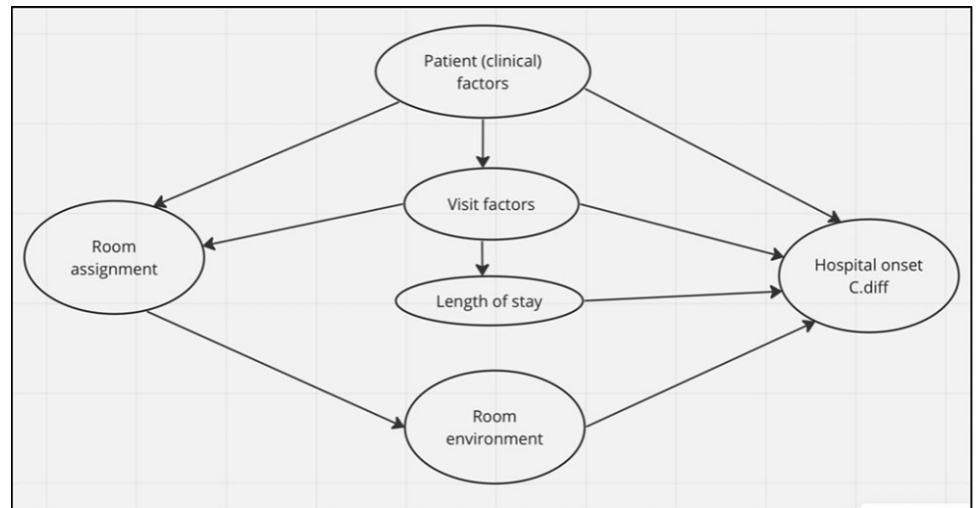 Patient (clinical)
factors
Visit factors
Room
assignment
Hospital onset
C.diff
Length of stay
Room
environment